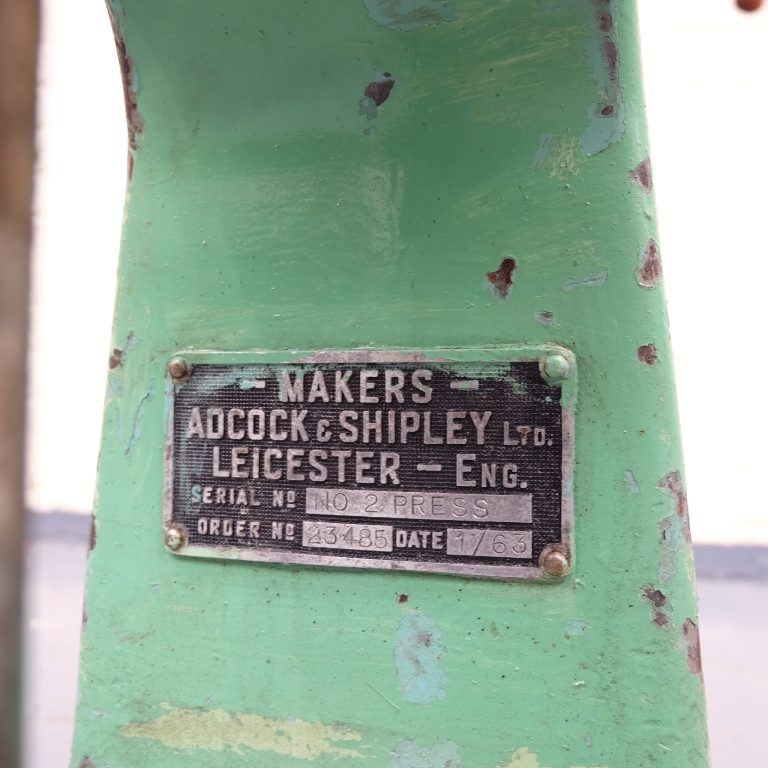 - MAKERS -
ADCOCK & SHIPLEY LTD.
LEICESTER - ENG.
SERIAL Nº NO 2 PRESS
ORDER Nº 23485 DATE 1/63